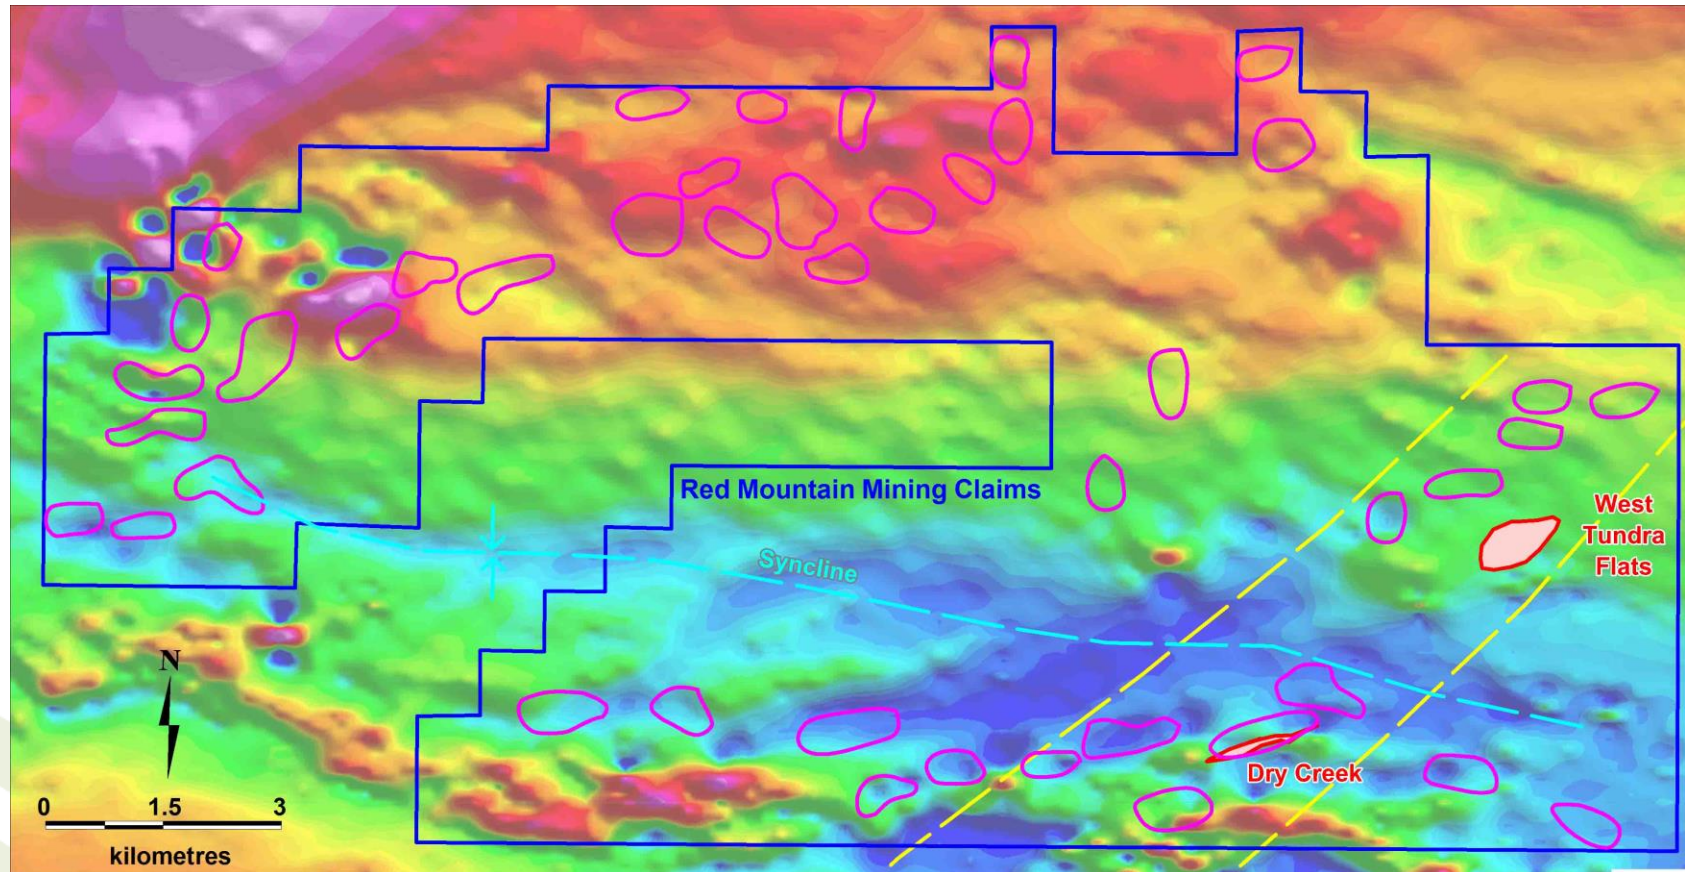 Red Mountain Mining Claims
West
Tundra
Flats
Syncline
N
Dry Creek
0 1.5 3
kilometres